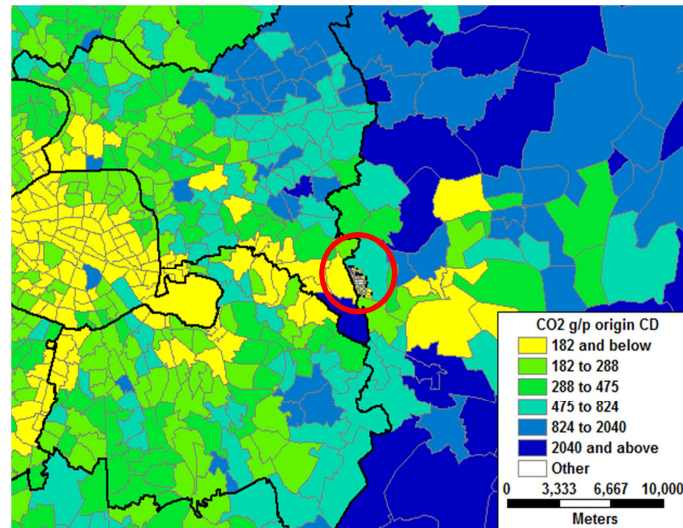 CO2 g/p origin CD
182 and below
182 to 288
288 to 475
475 to 824
824 to 2040
2040 and above
Other
0 3,333 6,667 10,000
Meters